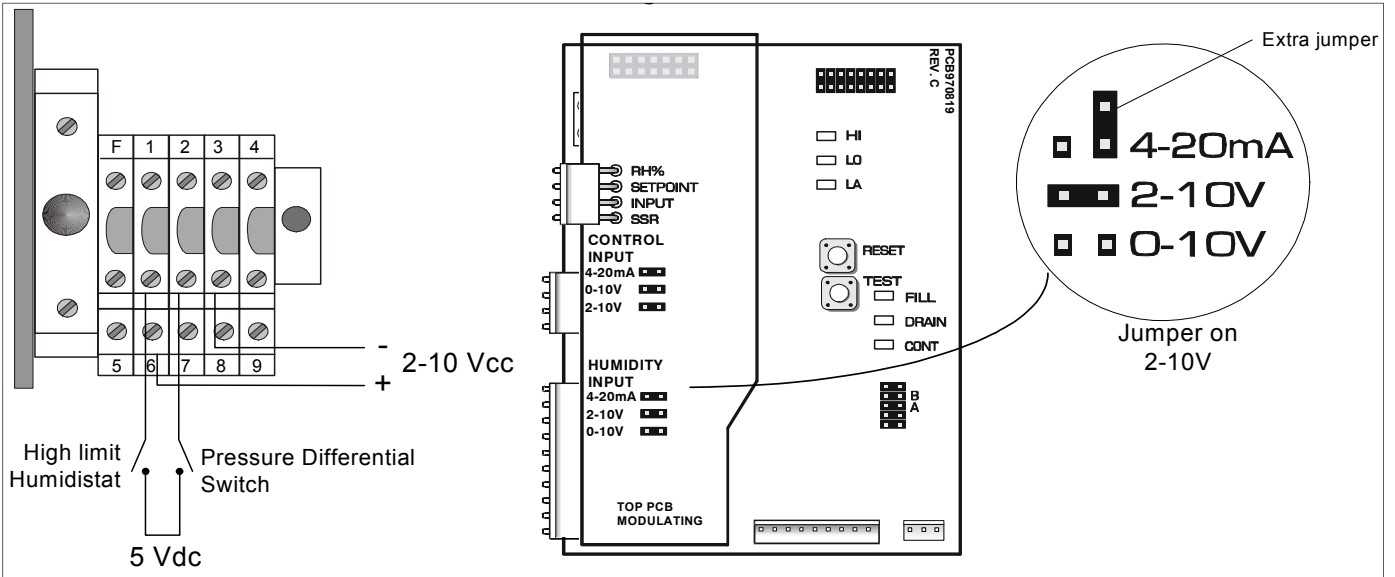 F 1 2 3 4
5 6 7 8 9
-
2-10 Vcc
+
High limit
Humidistat
Pressure Differential
Switch
5 Vdc
PCB970819
REV. C
HI
LO
LA
RH%
SETPOINT
INPUT
SSR
CONTROL
INPUT
4-20mA
0-10V
2-10V
RESET
TEST
FILL
DRAIN
CONT
HUMIDITY
INPUT
4-20mA
2-10V
0-10V
B
A
TOP PCB
MODULATING
Extra jumper
4-20mA
2-10V
0-10V
Jumper on
2-10V